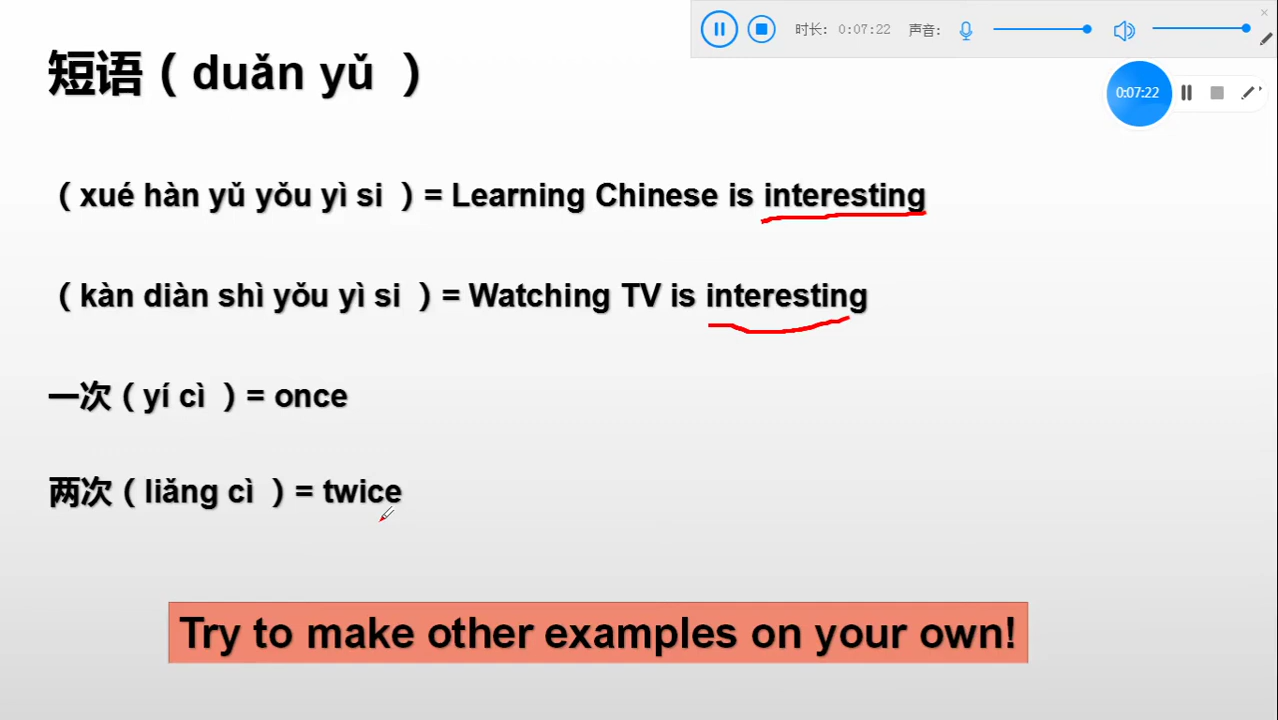 时长: 0:07:22 声音:
0:07:22
短语（duǎn yǔ ）
（xué hàn yǔ yǒu yì si ）= Learning Chinese is interesting
（kàn diàn shì yǒu yì si ）= Watching TV is interesting
一次（yí cì ）= once
两次（liǎng cì ）= twice
Try to make other examples on your own!